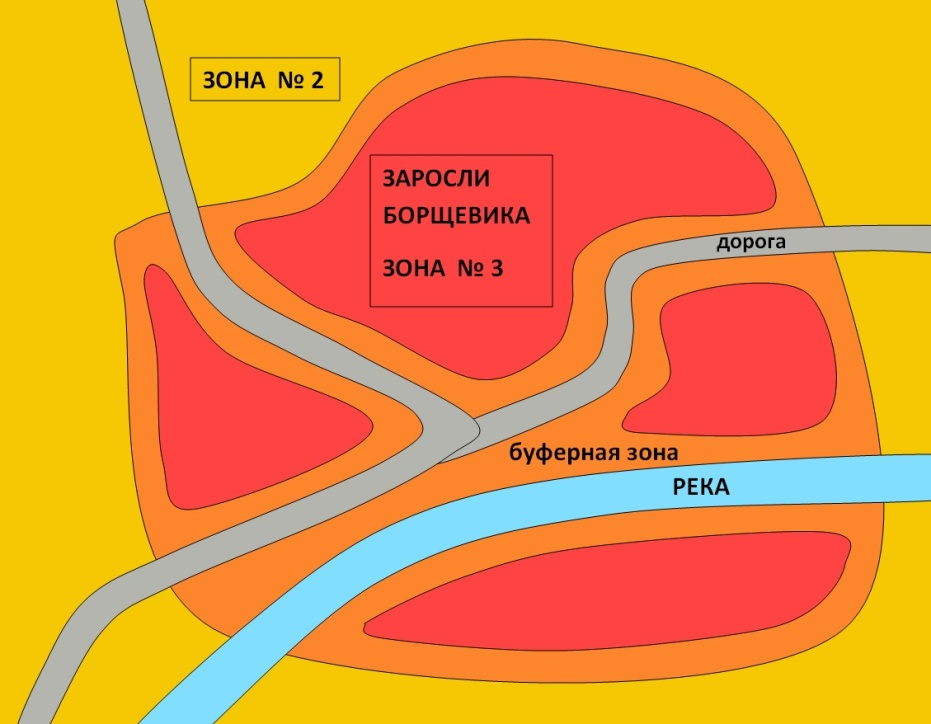 ЗОНА № 2
ЗАРОСЛИ
БОРЩЕВИКА
ЗОНА № 3
дорога
буферная зона
РЕКА